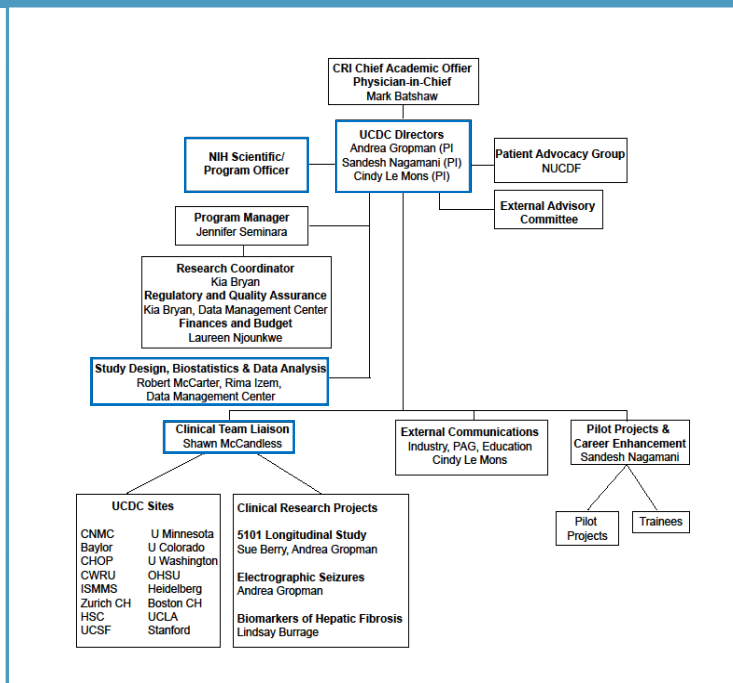 CRI Chief Academic Offier
Physician-in-Chief
Mark Batshaw
UCDC DIrectors
Andrea Gropman (PI
Sandesh Nagamani (PI)
Cindy Le Mons (PI)
NIH Scientific/
Program Officer
Patient Advocacy Group
NUCDF
External Advisory
Committee
Program Manager
Jennifer Seminara
Research Coordinator
Kia Bryan
Regulatory and Quality Assurance
Kia Bryan, Data Management Center
Finances and Budget
Laureen Njounkwe
Study Design, Biostatistics & Data Analysis
Robert McCarter, Rima Izem,
Data Management Center
Clinical Team Liaison
Shawn McCandless
External Communications
Industry, PAG, Education
Cindy Le Mons
Pilot Projects &
Career Enhancement
Sandesh Nagamani
Pilot
Projects
Trainees
UCDC Sites
CNMC U Minnesota
Baylor U Colorado
CHOP U Washington
CWRU OHSU
ISMMS Heidelberg
Zurich CH Boston CH
HSC UCLA
UCSF Stanford
Clinical Research Projects
5101 Longitudinal Study
Sue Berry, Andrea Gropman
Electrographic Seizures
Andrea Gropman
Biomarkers of Hepatic Fibrosis
Lindsay Burrage